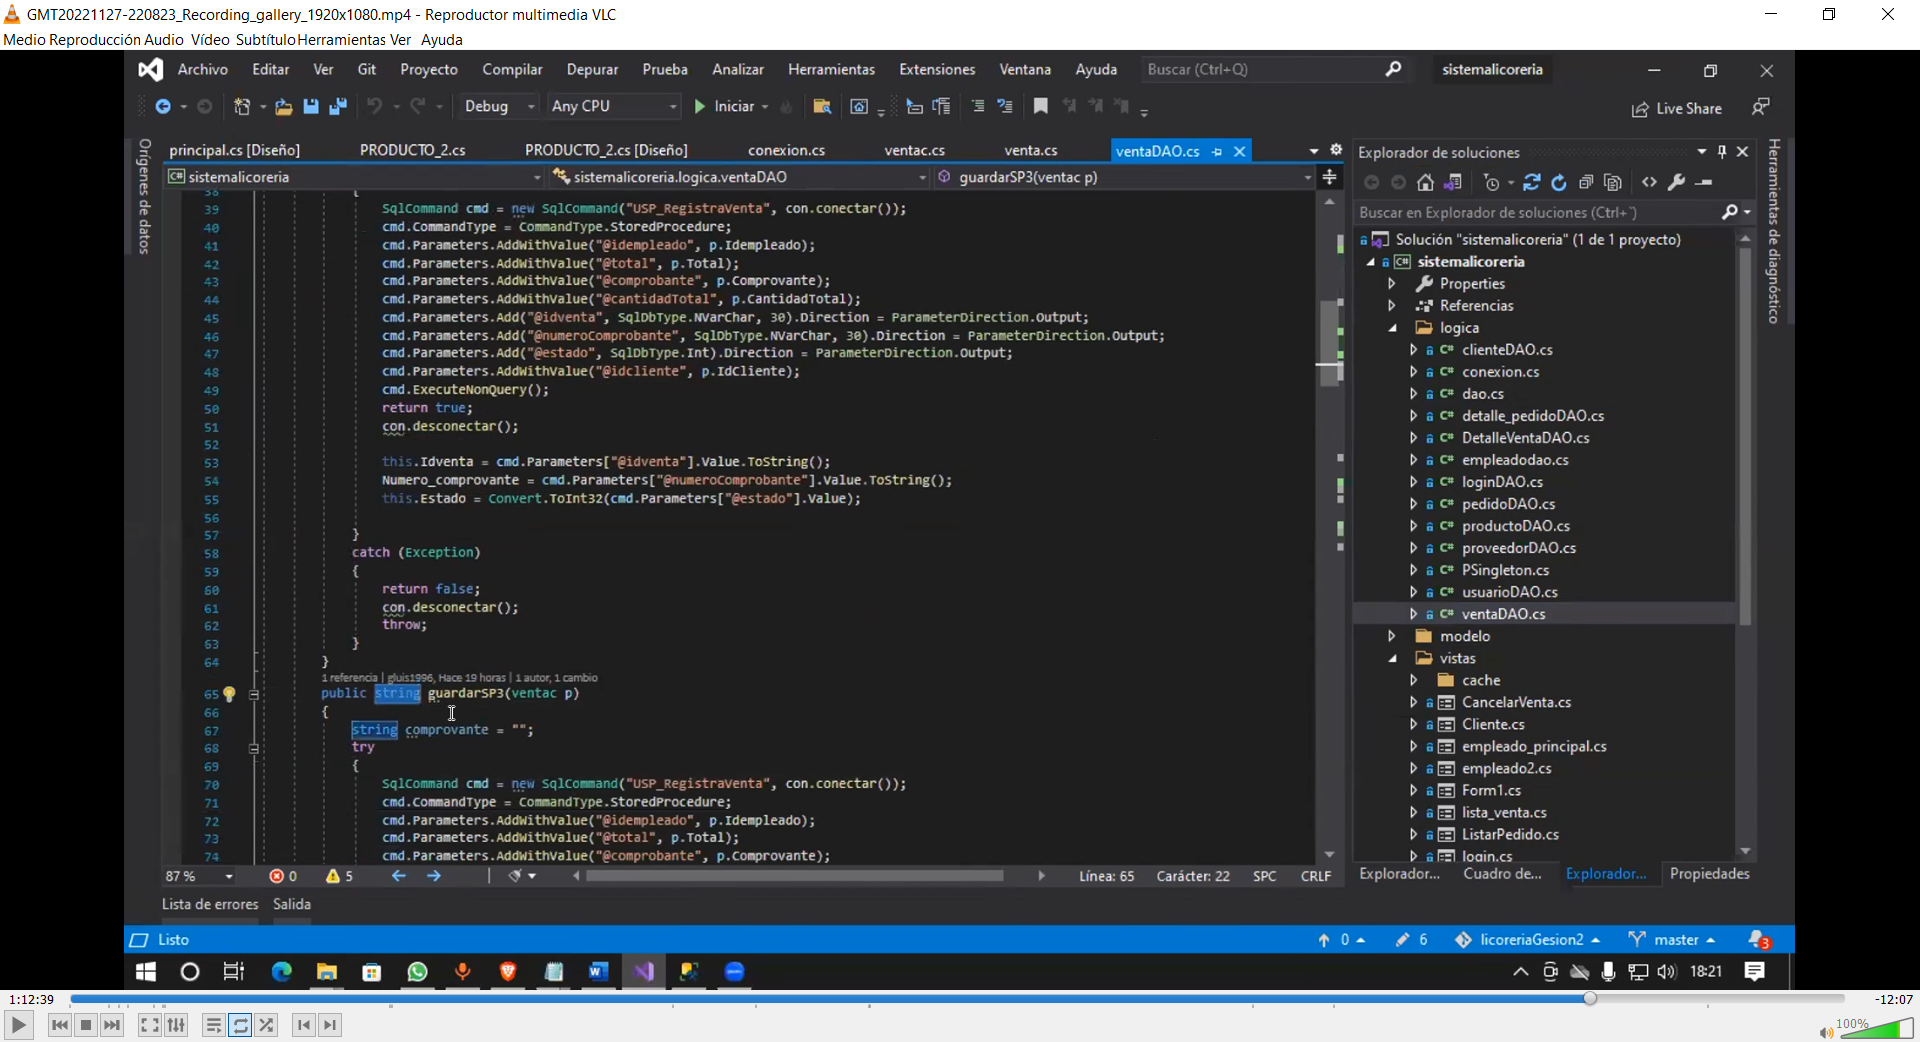 GMT20221127-220823_Recording_gallery_1920x1080.mp4 - Reproductor multimedia VLC
Medio Reproducción Audio Vídeo Subtítulo Herramientas Ver Ayuda
Archivo Editar Ver Git Proyecto Compilar Depurar Prueba Analizar Herramientas Extensiones Ventana Ayuda Buscar (Ctrl+Q) sistemalicoreria
Debug Any CPU Iniciar Live Share
Orígenes de datos
principal.cs [Diseño] PRODUCTO_2.cs PRODUCTO_2.cs [Diseño] conexion.cs ventac.cs venta.cs ventaDAO.cs
C# sistemalicoreria sistemalicoreria.logica.ventaDAO guardarSP3(ventac p)
38 {
39 SqlCommand cmd = new SqlCommand("USP_RegistraVenta", con.conectar());
40 cmd.CommandType = CommandType.StoredProcedure;
41 cmd.Parameters.AddWithValue("@idempleado", p.Idempleado);
42 cmd.Parameters.AddWithValue("@total", p.Total);
43 cmd.Parameters.AddWithValue("@comprobante", p.Comprovante);
44 cmd.Parameters.AddWithValue("@cantidadTotal", p.CantidadTotal);
45 cmd.Parameters.Add("@idventa", SqlDbType.NVarChar, 30).Direction = ParameterDirection.Output;
46 cmd.Parameters.Add("@numeroComprobante", SqlDbType.NVarChar, 30).Direction = ParameterDirection.Output;
47 cmd.Parameters.Add("@estado", SqlDbType.Int).Direction = ParameterDirection.Output;
48 cmd.Parameters.AddWithValue("@idcliente", p.IdCliente);
49 cmd.ExecuteNonQuery();
50 return true;
51 con.desconectar();
52
53 this.Idventa = cmd.Parameters["@idventa"].Value.ToString();
54 Numero_comprovante = cmd.Parameters["@numeroComprobante"].Value.ToString();
55 this.Estado = Convert.ToInt32(cmd.Parameters["@estado"].Value);
56
57 }
58 catch (Exception)
59 {
60 return false;
61 con.desconectar();
62 throw;
63 }
64 }
1 referencia | gluis1996, Hace 19 horas | 1 autor, 1 cambio
65 public string guardarSP3(ventac p)
66 {
67 string comprovante = "";
68 try
69 {
70 SqlCommand cmd = new SqlCommand("USP_RegistraVenta", con.conectar());
71 cmd.CommandType = CommandType.StoredProcedure;
72 cmd.Parameters.AddWithValue("@idempleado", p.Idempleado);
73 cmd.Parameters.AddWithValue("@total", p.Total);
74 cmd.Parameters.AddWithValue("@comprobante", p.Comprovante);
87 % 0 5 Línea: 65 Carácter: 22 SPC CRLF
Lista de errores Salida
Explorador de soluciones
Buscar en Explorador de soluciones (Ctrl+`)
Solución "sistemalicoreria" (1 de 1 proyecto)
C# sistemalicoreria
Properties
Referencias
logica
C# clienteDAO.cs
C# conexion.cs
C# dao.cs
C# detalle_pedidoDAO.cs
C# DetalleVentaDAO.cs
C# empleadodao.cs
C# loginDAO.cs
C# pedidoDAO.cs
C# productoDAO.cs
C# proveedorDAO.cs
C# PSingleton.cs
C# usuarioDAO.cs
C# ventaDAO.cs
modelo
vistas
cache
CancelarVenta.cs
Cliente.cs
empleado_principal.cs
empleado2.cs
Form1.cs
lista_venta.cs
ListarPedido.cs
login.cs
Explorador... Cuadro de... Explorador... Propiedades
Herramientas de diagnóstico
Listo 0 6 licoreriaGesion2 master 3
18:21
1:12:39 -12:07
100%